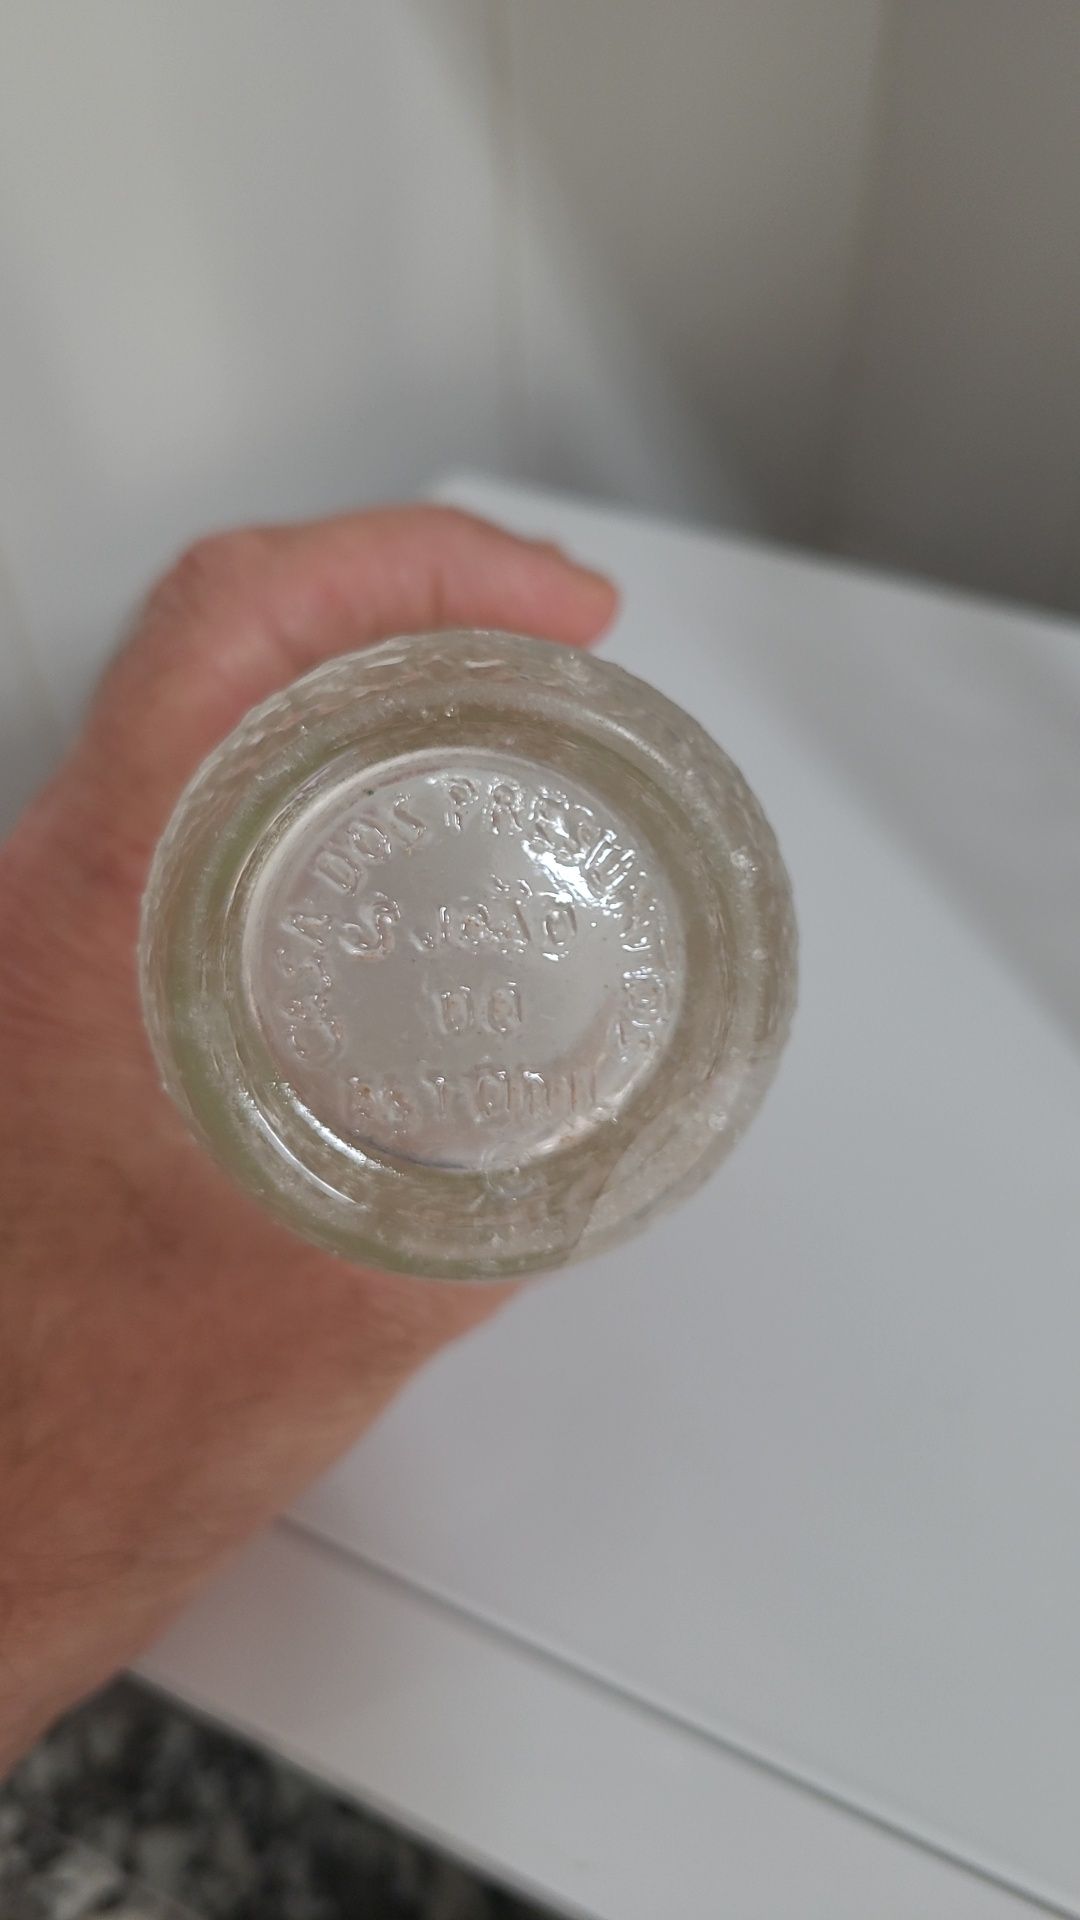 CASA DOS PRESUNTOS
S. JOÃO
DO
ESTORIL